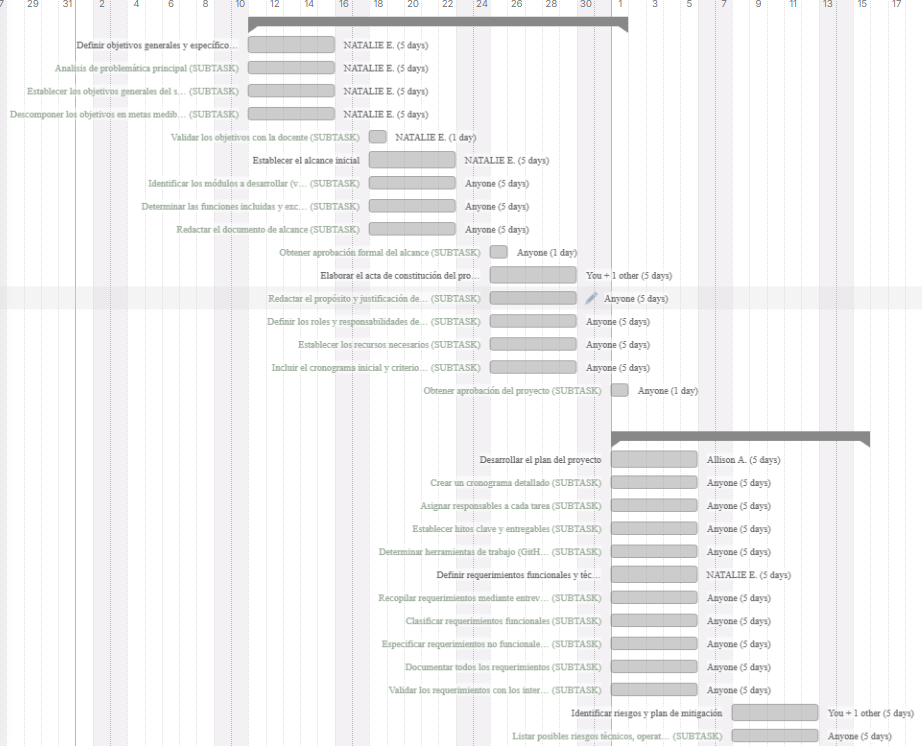 7 29 31 2 4 6 8 10 12 14 16 18 20 22 24 26 28 30 1 3 5 7 9 11 13 15 17
Definir objetivos generales y específico... NATALIE E. (5 days)
Analisis de problemática principal (SUBTASK) NATALIE E. (5 days)
Establecer los objetivos generales del s... (SUBTASK) NATALIE E. (5 days)
Descomponer los objetivos en metas medib... (SUBTASK) NATALIE E. (5 days)
Validar los objetivos con la docente (SUBTASK) NATALIE E. (1 day)
Establecer el alcance inicial NATALIE E. (5 days)
Identificar los módulos a desarrollar (v... (SUBTASK) Anyone (5 days)
Determinar las funciones incluidas y exc... (SUBTASK) Anyone (5 days)
Redactar el documento de alcance (SUBTASK) Anyone (5 days)
Obtener aprobación formal del alcance (SUBTASK) Anyone (1 day)
Elaborar el acta de constitución del pro... You + 1 other (5 days)
Redactar el propósito y justificación de... (SUBTASK) Anyone (5 days)
Definir los roles y responsabilidades de... (SUBTASK) Anyone (5 days)
Establecer los recursos necesarios (SUBTASK) Anyone (5 days)
Incluir el cronograma inicial y criterio... (SUBTASK) Anyone (5 days)
Obtener aprobación del proyecto (SUBTASK) Anyone (1 day)
Desarrollar el plan del proyecto Allison A. (5 days)
Crear un cronograma detallado (SUBTASK) Anyone (5 days)
Asignar responsables a cada tarea (SUBTASK) Anyone (5 days)
Establecer hitos clave y entregables (SUBTASK) Anyone (5 days)
Determinar herramientas de trabajo (GitH... (SUBTASK) Anyone (5 days)
Definir requerimientos funcionales y téc... NATALIE E. (5 days)
Recopilar requerimientos mediante entrev... (SUBTASK) Anyone (5 days)
Clasificar requerimientos funcionales (SUBTASK) Anyone (5 days)
Especificar requerimientos no funcionale... (SUBTASK) Anyone (5 days)
Documentar todos los requerimientos (SUBTASK) Anyone (5 days)
Validar los requerimientos con los inter... (SUBTASK) Anyone (5 days)
Identificar riesgos y plan de mitigación You + 1 other (5 days)
Listar posibles riesgos técnicos, operat... (SUBTASK) Anyone (5 days)